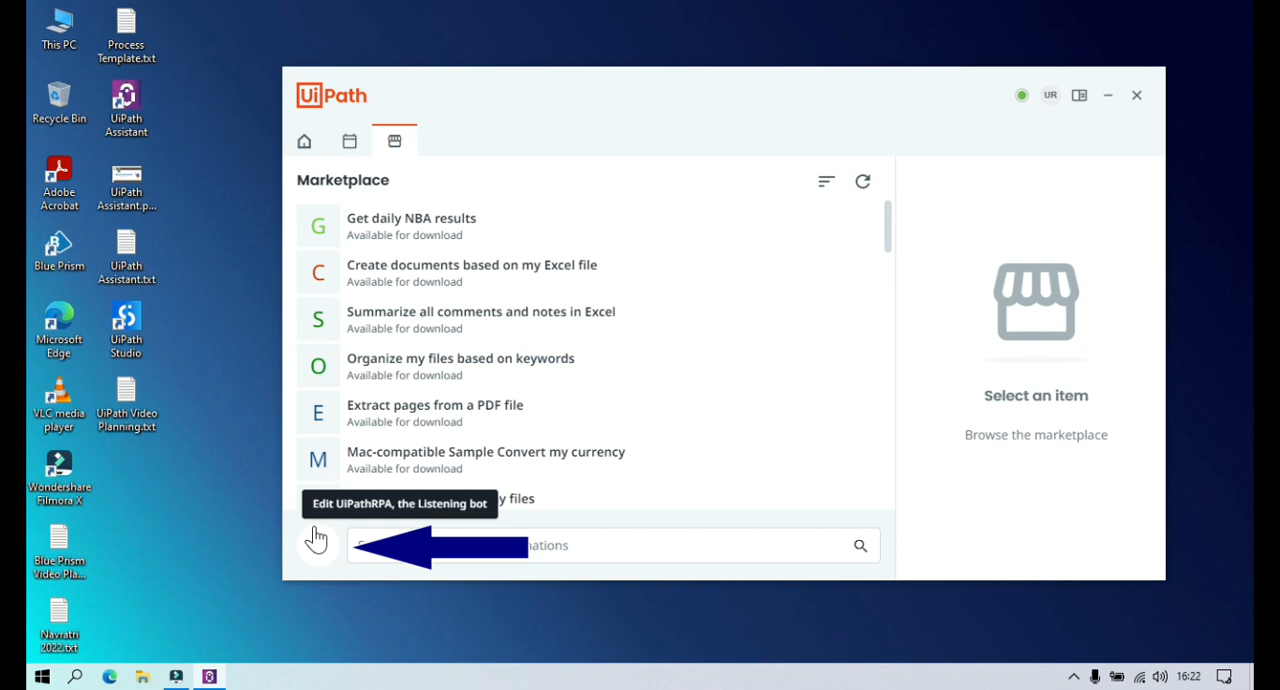 This PC
Process
Template.txt
Recycle Bin
UiPath
Assistant
Adobe
Acrobat
UiPath
Assistant.p...
Blue Prism
UiPath
Assistant.txt
Microsoft
Edge
UiPath
Studio
VLC media
player
UiPath Video
Planning.txt
Wondershare
Filmora X
Blue Prism
Video Pla...
Navratri
2022.txt
UiPath
UR
Marketplace
G
Get daily NBA results
Available for download
C
Create documents based on my Excel file
Available for download
S
Summarize all comments and notes in Excel
Available for download
O
Organize my files based on keywords
Available for download
E
Extract pages from a PDF file
Available for download
M
Mac-compatible Sample Convert my currency
Available for download
files
Edit UiPathRPA, the Listening bot
Select an item
Browse the marketplace
16:22